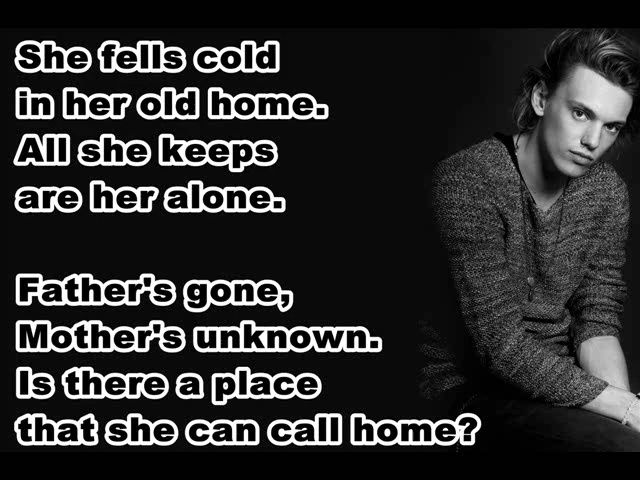 She fells cold
in her old home.
All she keeps
are her alone.
Father's gone,
Mother's unknown.
Is there a place
that she can call home?